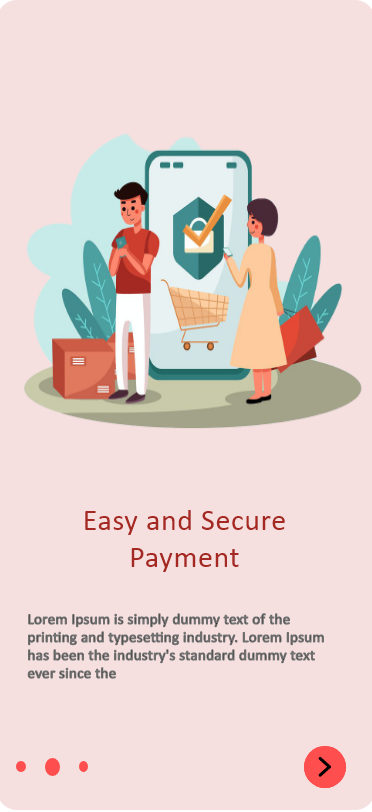 Easy and Secure
Payment
Lorem Ipsum is simply dummy text of the
printing and typesetting industry. Lorem Ipsum
has been the industry's standard dummy text
ever since the